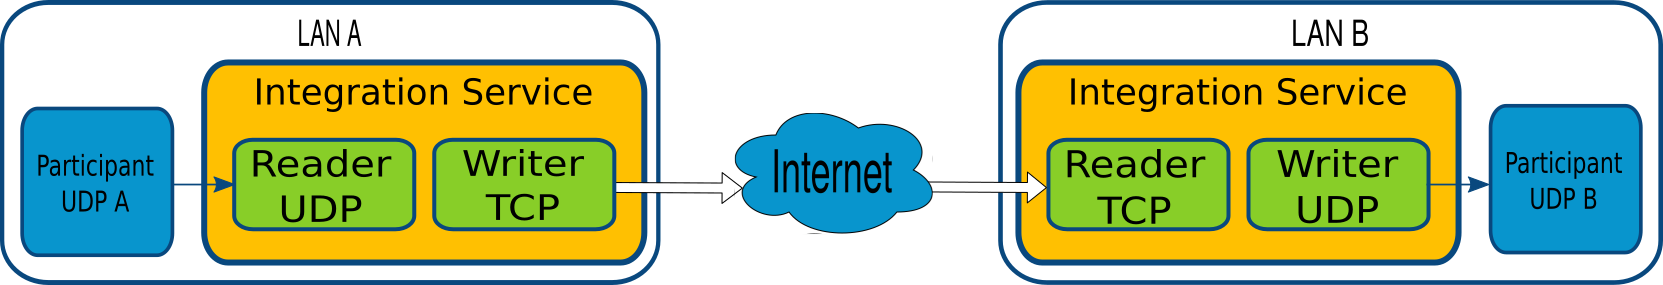 LAN A
Integration Service
Participant
UDP A
Reader
UDP
Writer
TCP
Internet
LAN B
Integration Service
Reader
TCP
Writer
UDP
Participant
UDP B